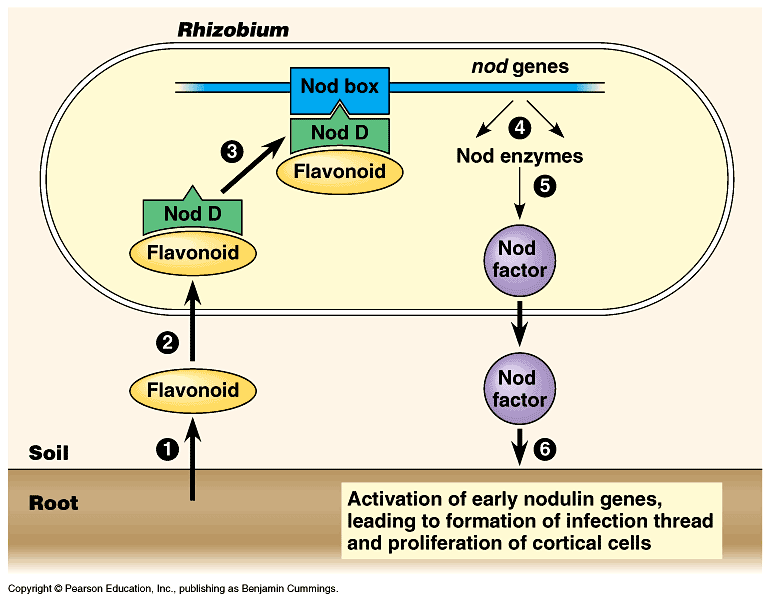 Rhizobium
nod genes
Nod box
Nod D
Flavonoid
3
4
Nod enzymes
5
Nod D
Flavonoid
Nod
factor
2
Flavonoid
Nod
factor
1
6
Soil
Root
Activation of early nodulin genes,
leading to formation of infection thread
and proliferation of cortical cells
Copyright © Pearson Education, Inc., publishing as Benjamin Cummings.